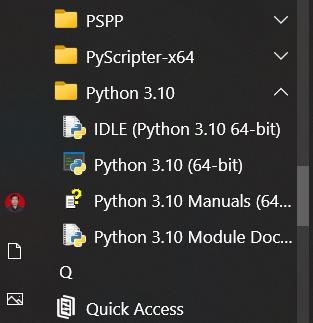 PSPP
PyScripter-x64
Python 3.10
IDLE (Python 3.10 64-bit)
Python 3.10 (64-bit)
Python 3.10 Manuals (64...
Python 3.10 Module Doc...
Q
Quick Access